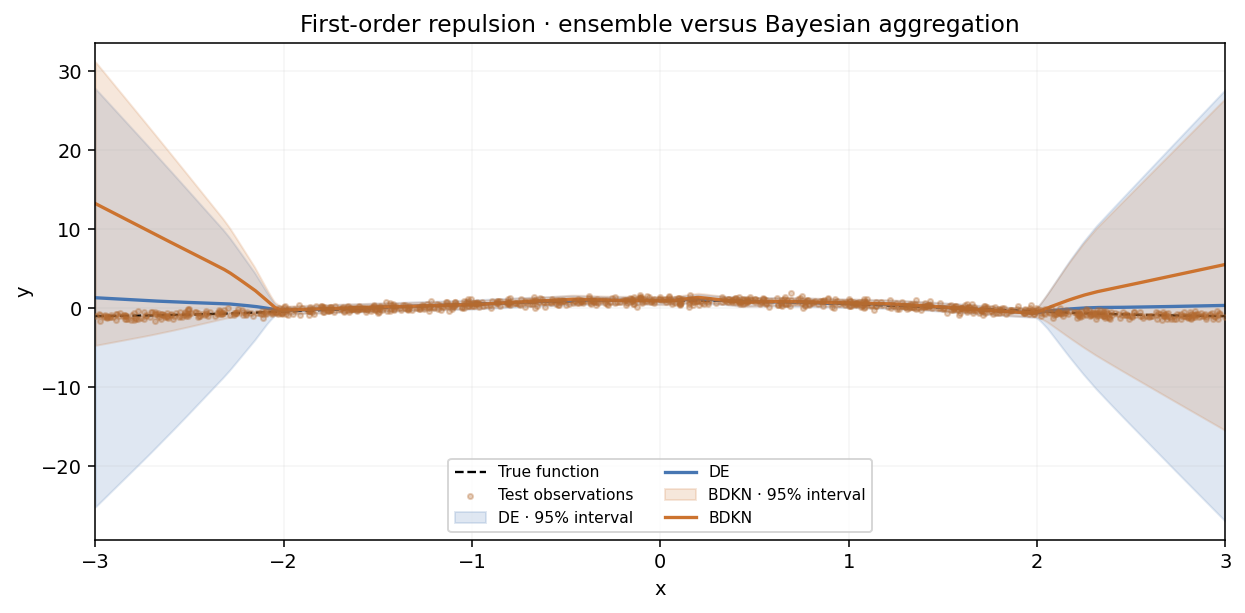 First-order repulsion · ensemble versus Bayesian aggregation
30
20
10
0
−10
−20
y
True function
Test observations
DE · 95% interval
DE
BDKN · 95% interval
BDKN
−3
−2
−1
0
1
2
3
x